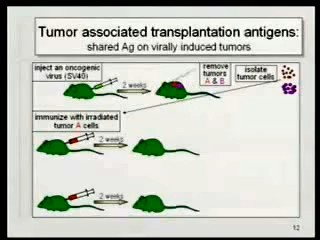 Tumor associated transplantation antigens:
shared Ag on virally induced tumors
inject an oncogenic
virus (SV40)
2 weeks
remove
tumors
A & B
isolate
tumor cells
immunize with irradiated
tumor A cells
2 weeks
2 weeks
12